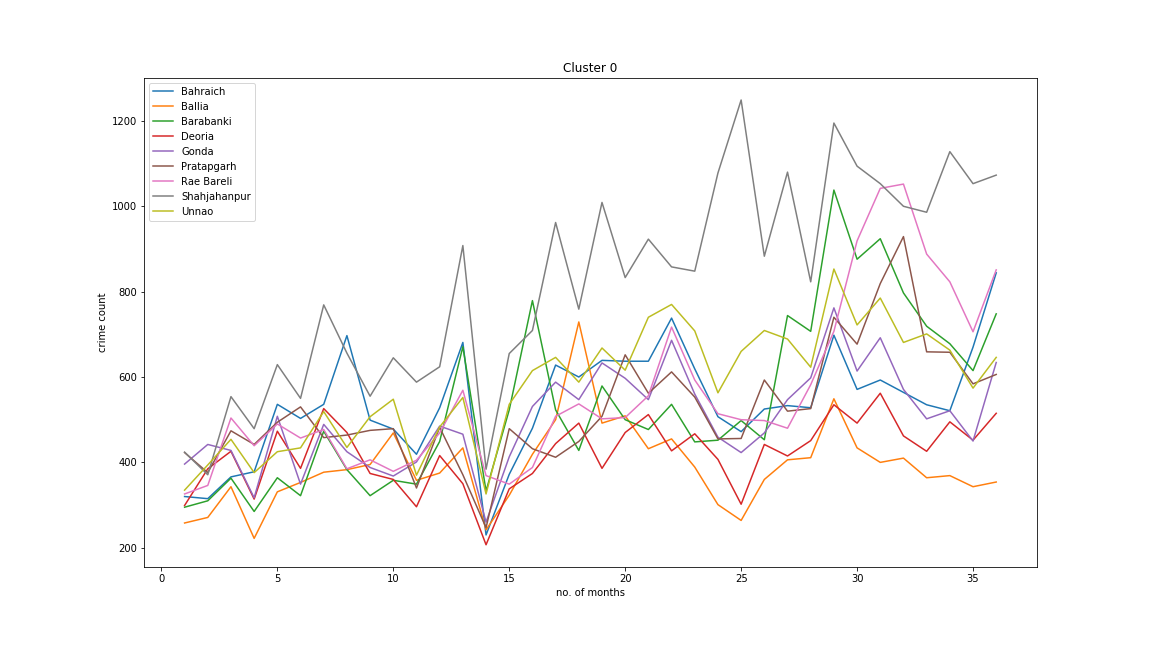 Cluster 0
Bahraich
Ballia
Barabanki
Deoria
Gonda
Pratapgarh
Rae Bareli
Shahjahanpur
Unnao
crime count
1200
1000
800
600
400
200
0 5 10 15 20 25 30 35
no. of months